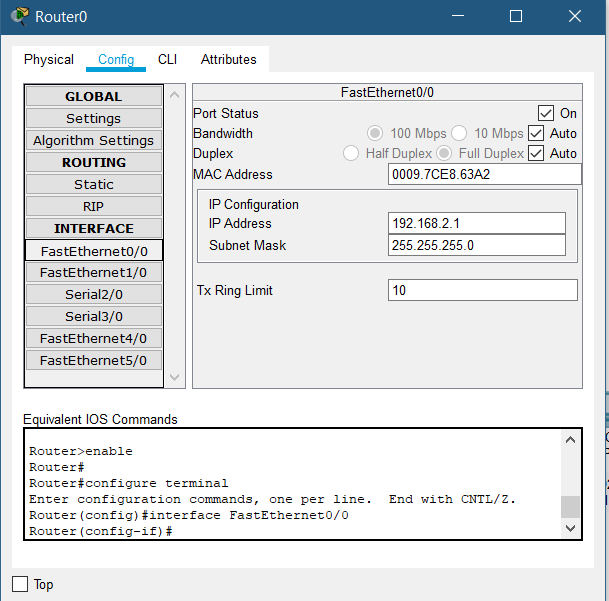 Router0
Physical Config CLI Attributes
GLOBAL
Settings
Algorithm Settings
ROUTING
Static
RIP
INTERFACE
FastEthernet0/0
FastEthernet1/0
Serial2/0
Serial3/0
FastEthernet4/0
FastEthernet5/0
FastEthernet0/0
Port Status On
Bandwidth 100 Mbps 10 Mbps Auto
Duplex Half Duplex Full Duplex Auto
MAC Address 0009.7CE8.63A2
IP Configuration
IP Address 192.168.2.1
Subnet Mask 255.255.255.0
Tx Ring Limit 10
Equivalent IOS Commands
Router>enable
Router#
Router#configure terminal
Enter configuration commands, one per line.  End with CNTL/Z.
Router(config)#interface FastEthernet0/0
Router(config-if)#
Top